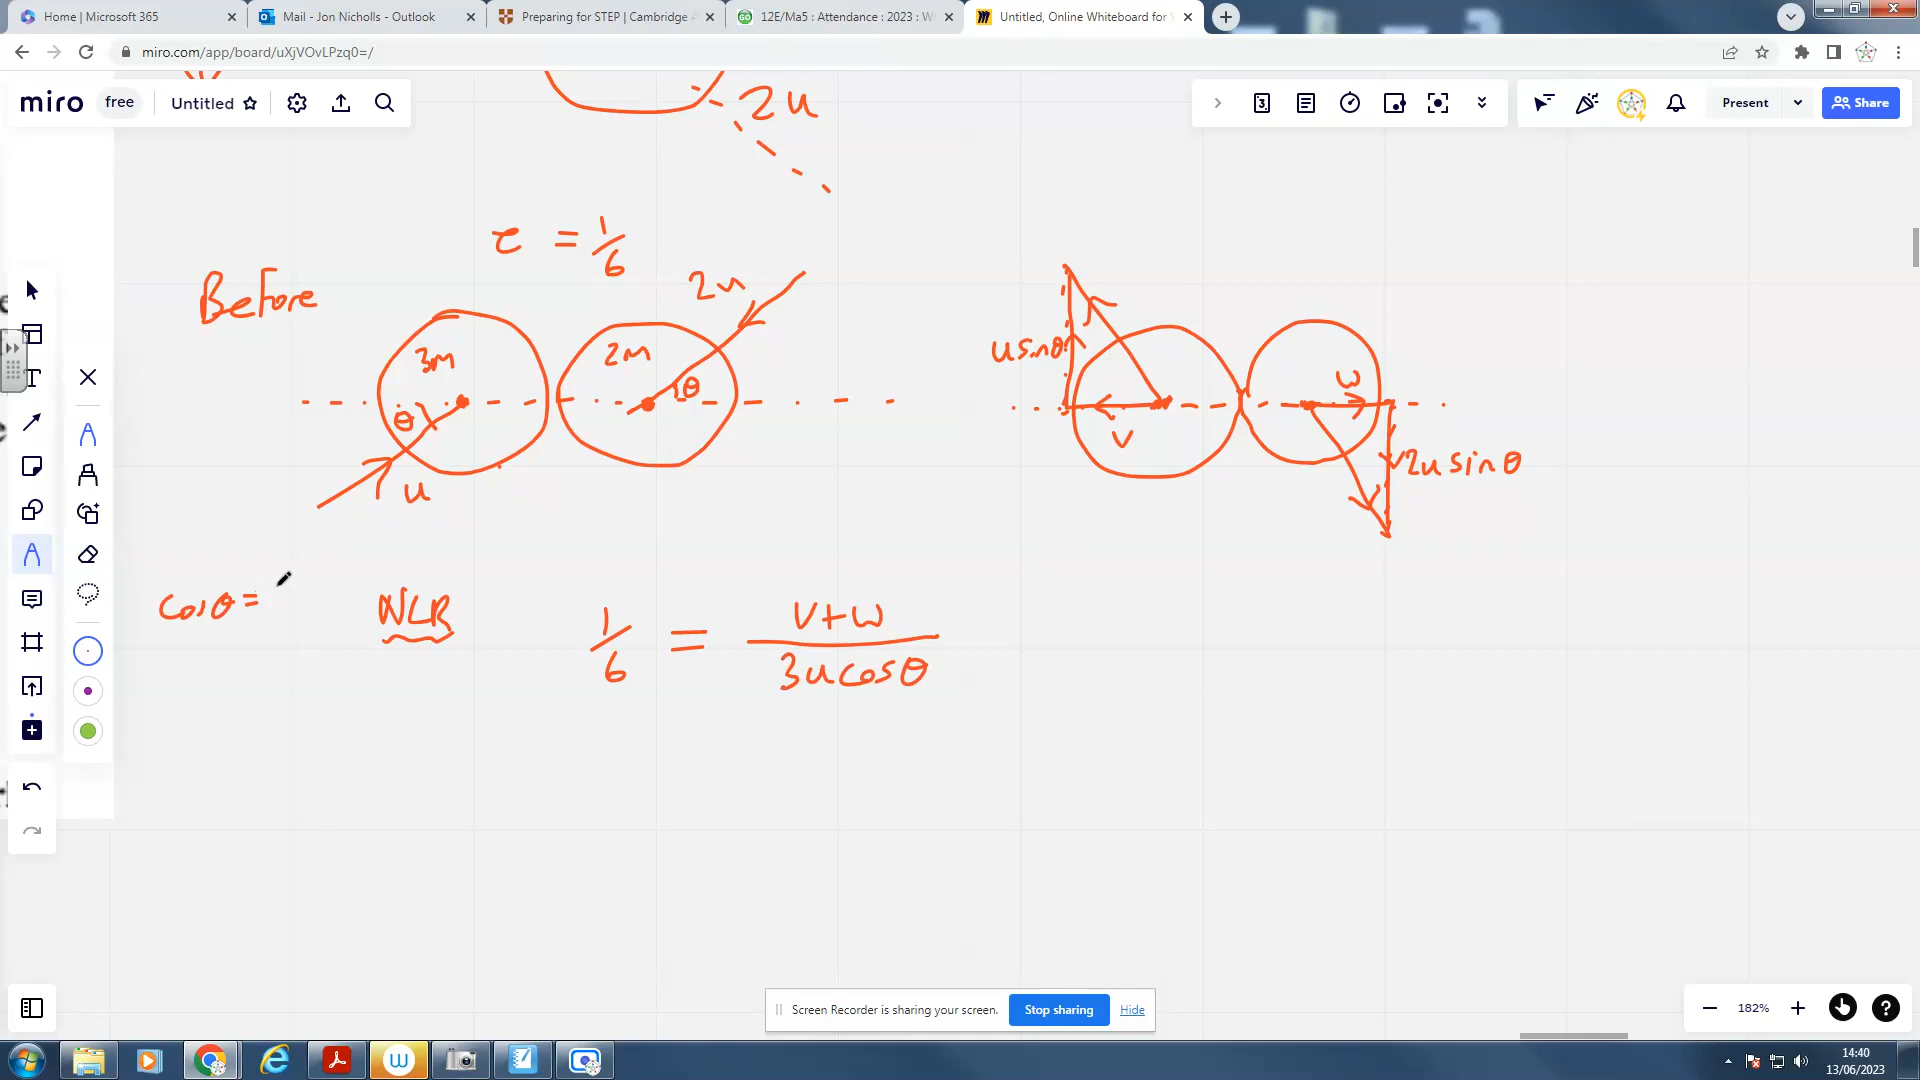 Home | Microsoft 365
Mail - Jon Nicholls - Outlook
Preparing for STEP | Cambridge
12E/Ma5 : Attendance : 2023 : W
Untitled, Online Whiteboard for
miro.com/app/board/uXjVOvLPzq0=/
miro free Untitled
Present
Share
2u
e = 1/6
Before
2u
3m
2m
θ
θ
u
usinθ
w
v
2usinθ
cosθ =
NLR
1/6 = v+w / 3ucosθ
Screen Recorder is sharing your screen.
Stop sharing
Hide
182%
14:40
13/06/2023